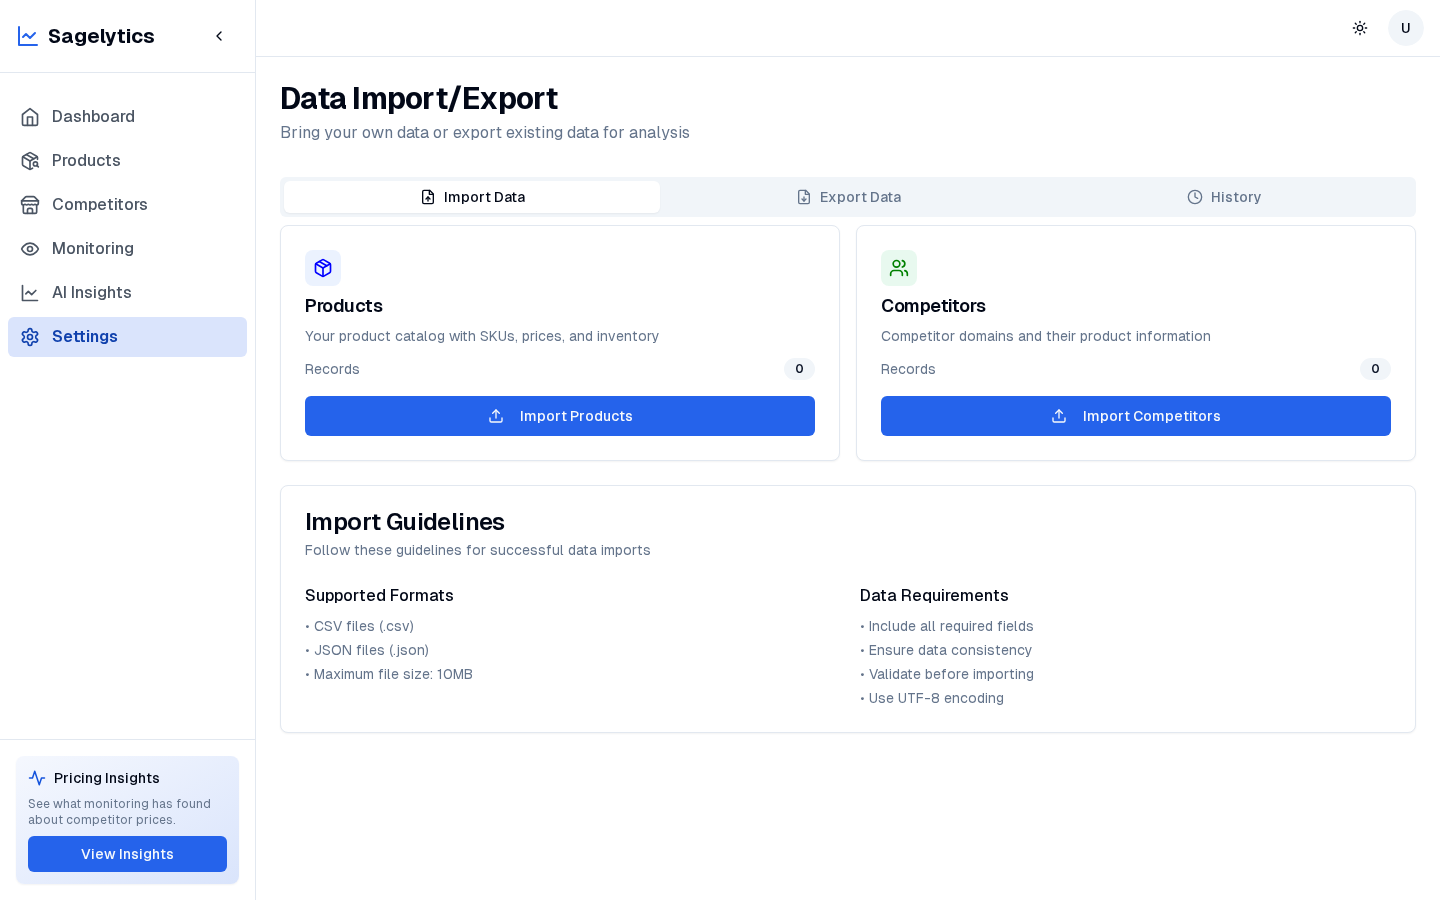 Sagelytics
U
Dashboard
Products
Competitors
Monitoring
AI Insights
Settings
Pricing Insights
See what monitoring has found
about competitor prices.
View Insights
Data Import/Export
Bring your own data or export existing data for analysis
Import Data
Export Data
History
Products
Your product catalog with SKUs, prices, and inventory
Records 0
Import Products
Competitors
Competitor domains and their product information
Records 0
Import Competitors
Import Guidelines
Follow these guidelines for successful data imports
Supported Formats
• CSV files (.csv)
• JSON files (.json)
• Maximum file size: 10MB
Data Requirements
• Include all required fields
• Ensure data consistency
• Validate before importing
• Use UTF-8 encoding